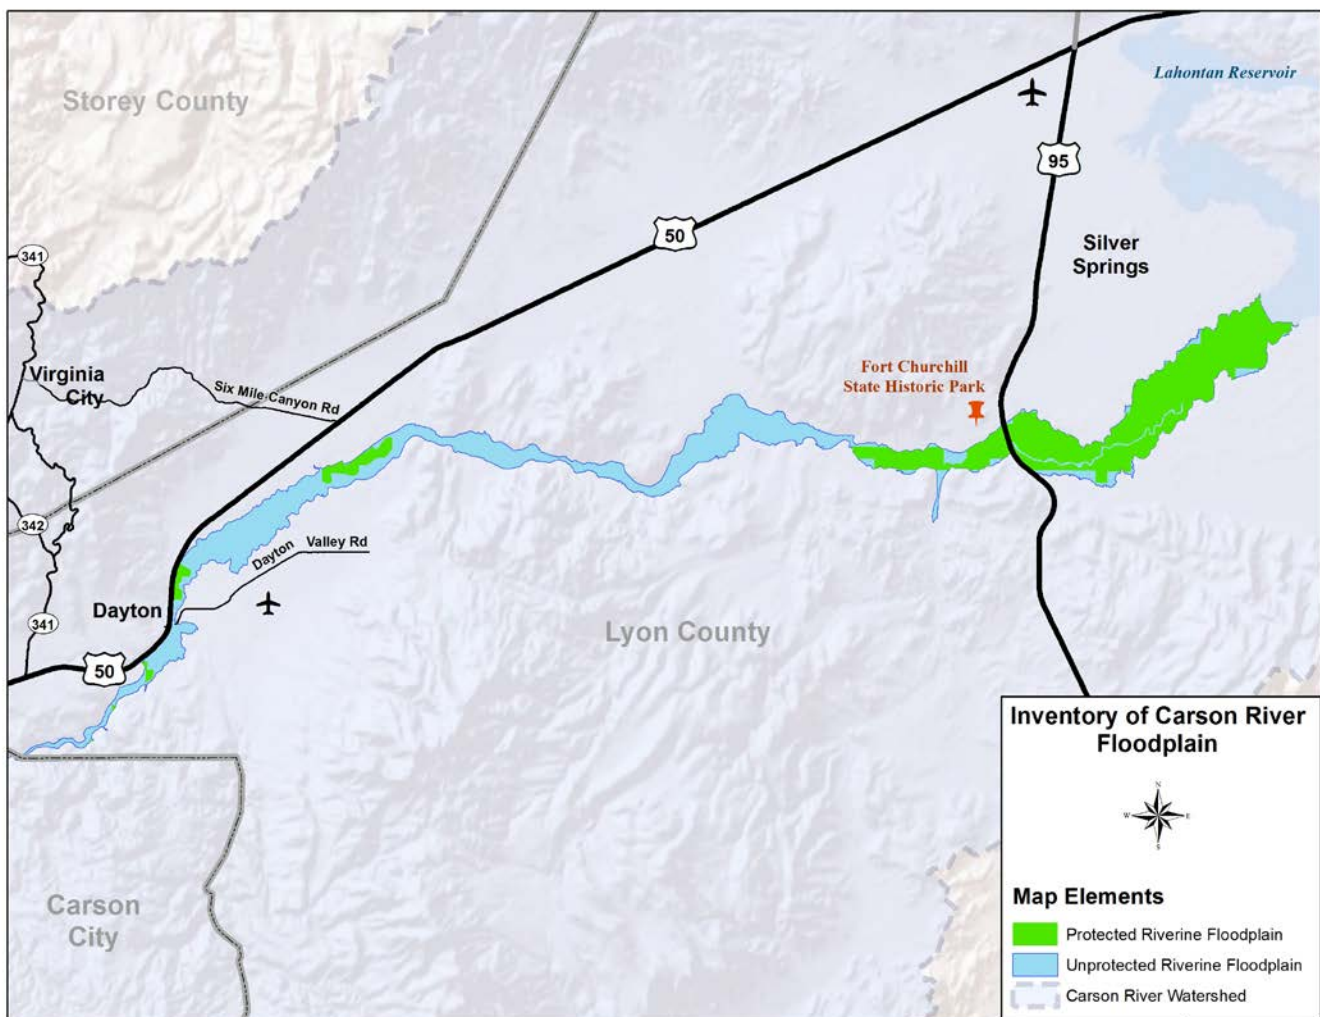 Storey County
Lahontan Reservoir
95
50
341
Silver
Springs
Fort Churchill
State Historic Park
Virginia
City
Six Mile Canyon Rd
342
Dayton Valley Rd
Dayton
341
Lyon County
50
Carson
City
Inventory of Carson River
Floodplain
N
W E
S
Map Elements
Protected Riverine Floodplain
Unprotected Riverine Floodplain
Carson River Watershed